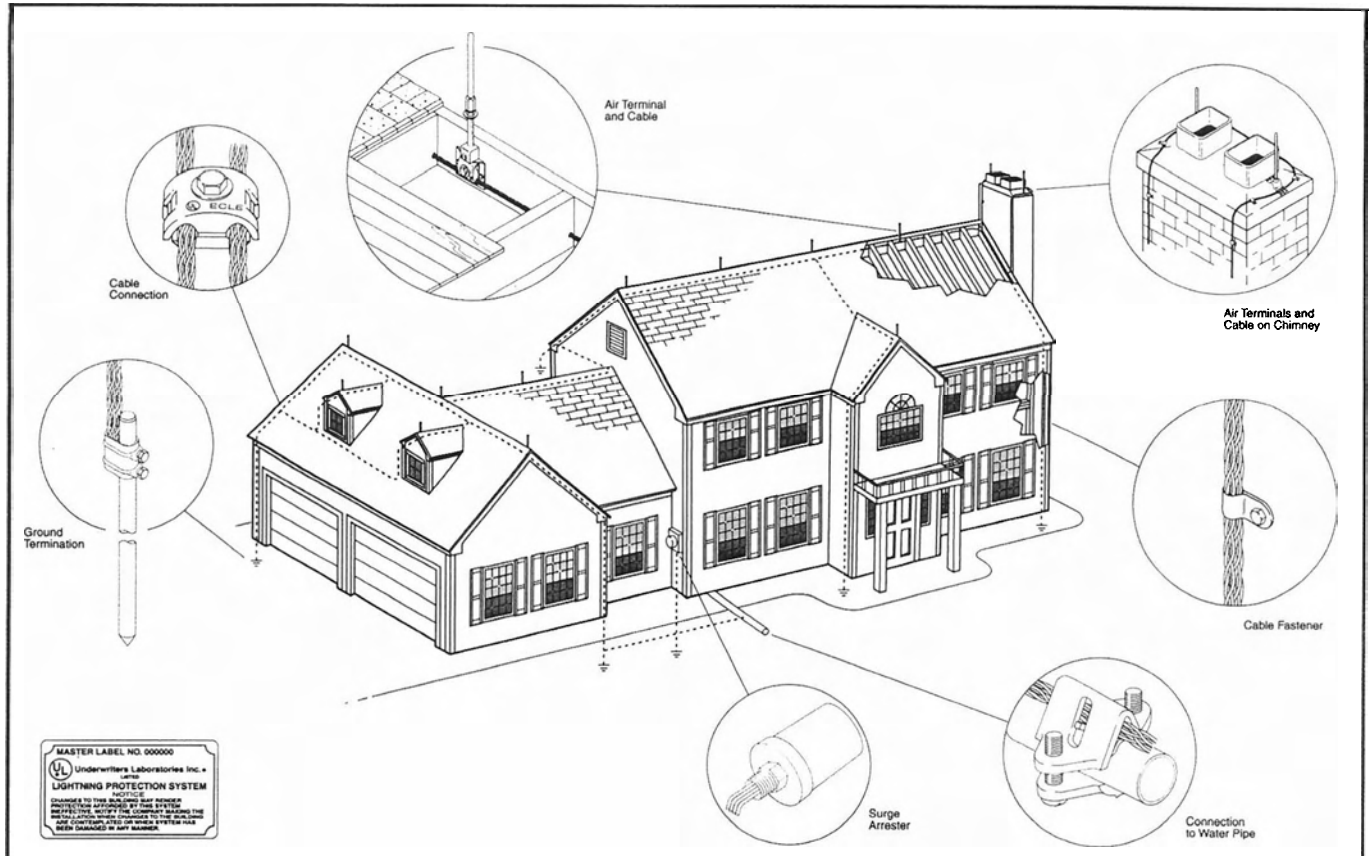 Air Terminal
and Cable
Air Terminals and
Cable on Chimney
ECLE
Cable
Connection
Ground
Termination
Cable Fastener
Surge
Arrester
Connection
to Water Pipe
MASTER LABEL NO. 000000
UL Underwriters Laboratories Inc.®
LISTED
LIGHTNING PROTECTION SYSTEM
NOTICE
CHANGES TO THIS BUILDING MAY RENDER
PROTECTION AFFORDED BY THIS SYSTEM
INEFFECTIVE. NOTIFY THE COMPANY MAKING THE
INSTALLATION WHEN CHANGES TO THE BUILDING
ARE CONTEMPLATED OR WHEN SYSTEM HAS
BEEN DAMAGED IN ANY MANNER.